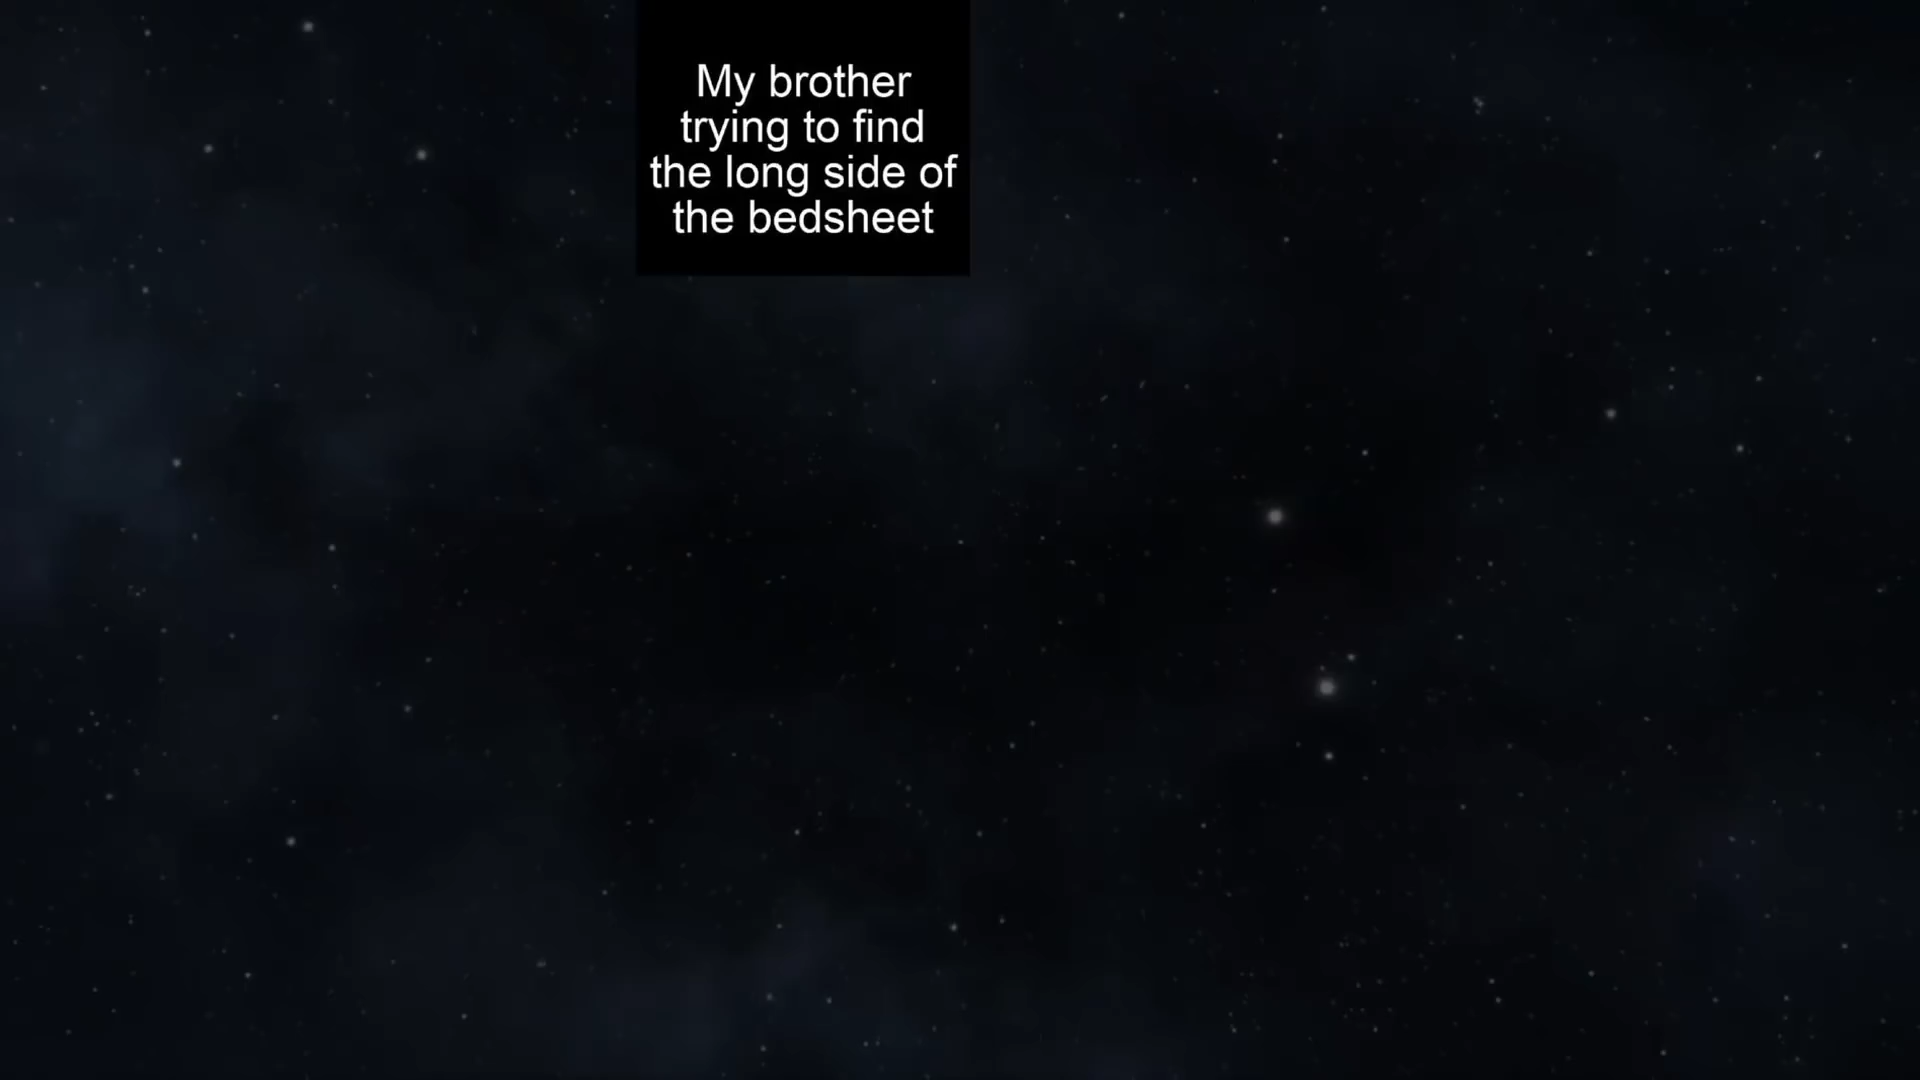 My brother
trying to find
the long side of
the bedsheet